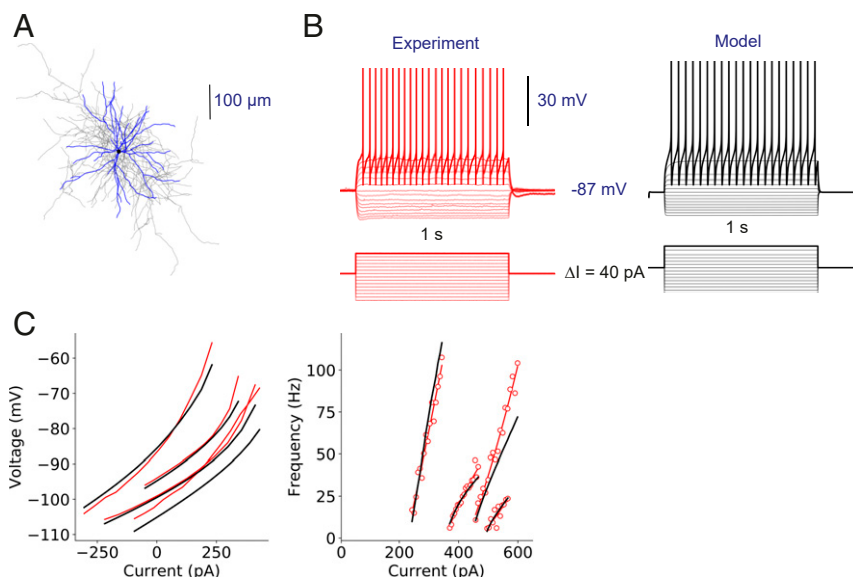 A
100 μm
B
Experiment
Model
30 mV
-87 mV
1 s
1 s
ΔI = 40 pA
C
Voltage (mV)
−60
−70
−80
−90
−100
−110
−250
0
250
Current (pA)
Frequency (Hz)
100
75
50
25
0
0
200
400
600
Current (pA)